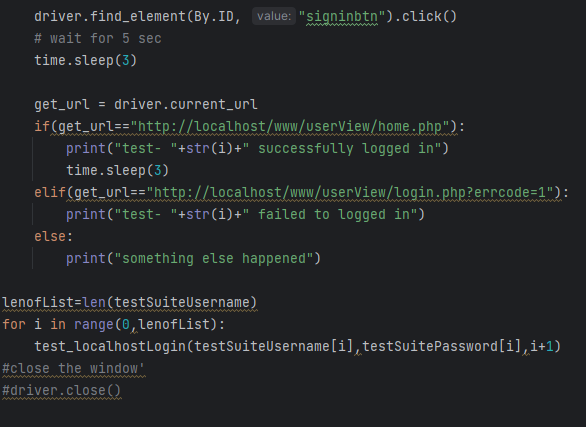 driver.find_element(By.ID, value: "signinbtn").click()
# wait for 5 sec
time.sleep(3)
get_url = driver.current_url
if(get_url=="http://localhost/www/userView/home.php"):
print("test- "+str(i)+" successfully logged in")
time.sleep(3)
elif(get_url=="http://localhost/www/userView/login.php?errcode=1"):
print("test- "+str(i)+" failed to logged in")
else:
print("something else happened")
lenofList=len(testSuiteUsername)
for i in range(0,lenofList):
test_localhostLogin(testSuiteUsername[i],testSuitePassword[i],i+1)
#close the window'
#driver.close()